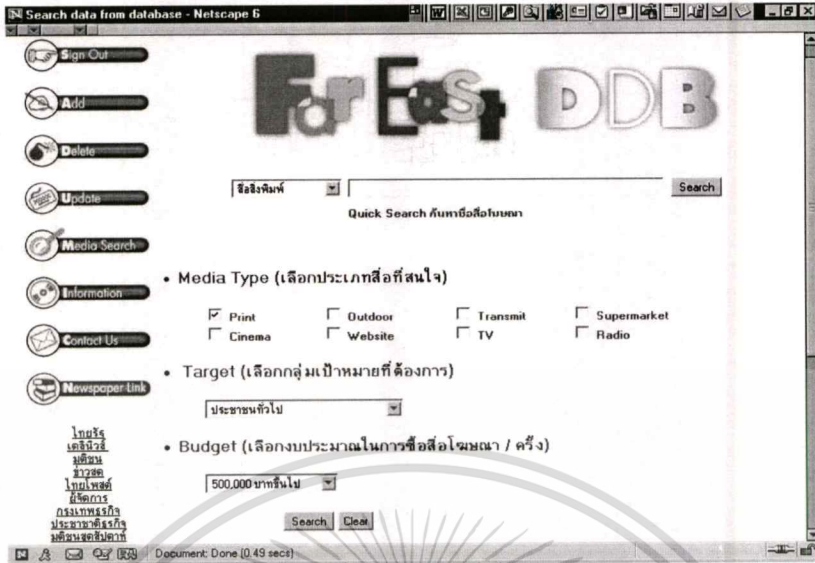 Search data from database - Netscape 6
Sign Out
Add
Delete
Update
Media Search
Information
Contact Us
Newspaper Link
ไทยรัฐ
เดลินิวส์
มติชน
ข่าวสด
ไทยโพสต์
ผู้จัดการ
กรุงเทพธุรกิจ
ประชาชาติธุรกิจ
มติชนสุดสัปดาห์
Far East DDB
สื่อสิ่งพิมพ์ Search
Quick Search ค้นหาชื่อสื่อโฆษณา
• Media Type (เลือกประเภทสื่อที่สนใจ)
Print Outdoor Transmit Supermarket
Cinema Website TV Radio
• Target (เลือกกลุ่มเป้าหมายที่ต้องการ)
ประชาชนทั่วไป
• Budget (เลือกงบประมาณในการซื้อสื่อโฆษณา / ครั้ง)
500,000 บาทขึ้นไป
Search Clear
Document: Done (0.49 secs)